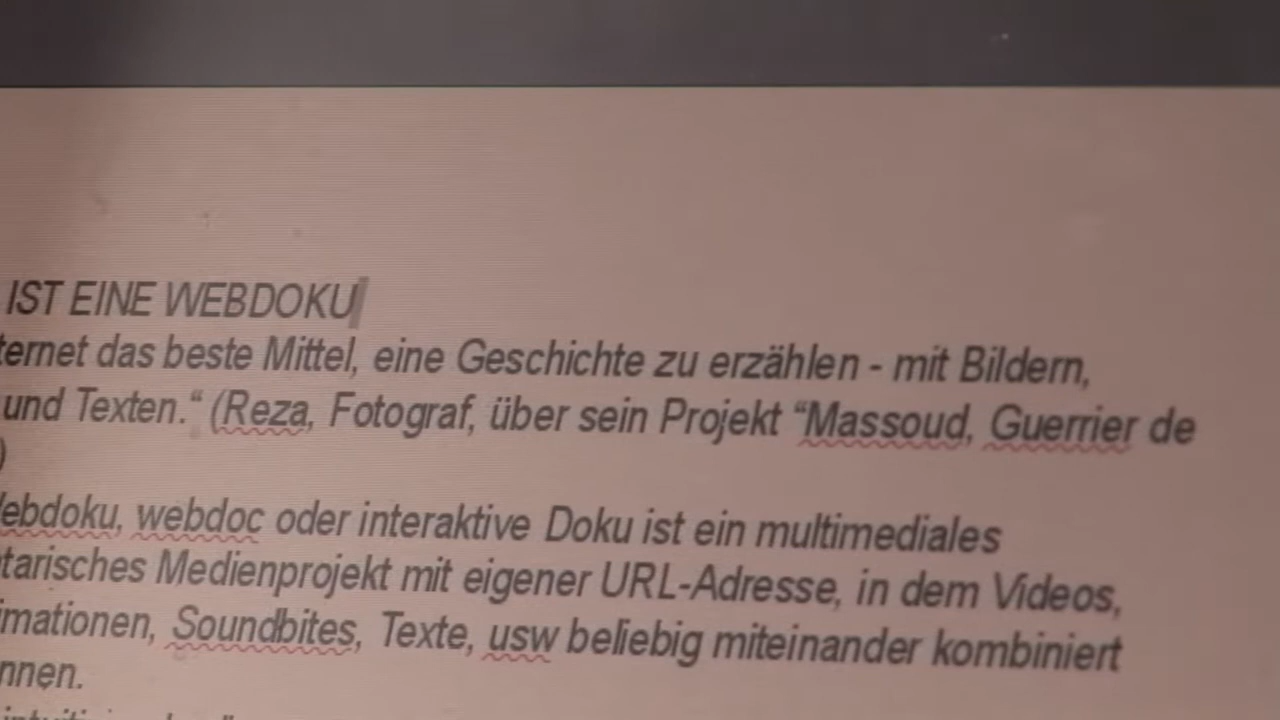 IST EINE WEBDOKU
ternet das beste Mittel, eine Geschichte zu erzählen - mit Bildern,
und Texten.“ (Reza, Fotograf, über sein Projekt “Massoud, Guerrier de
)
ebdoku, webdoc oder interaktive Doku ist ein multimediales
tarisches Medienprojekt mit eigener URL-Adresse, in dem Videos,
imationen, Soundbites, Texte, usw beliebig miteinander kombiniert
nnen.